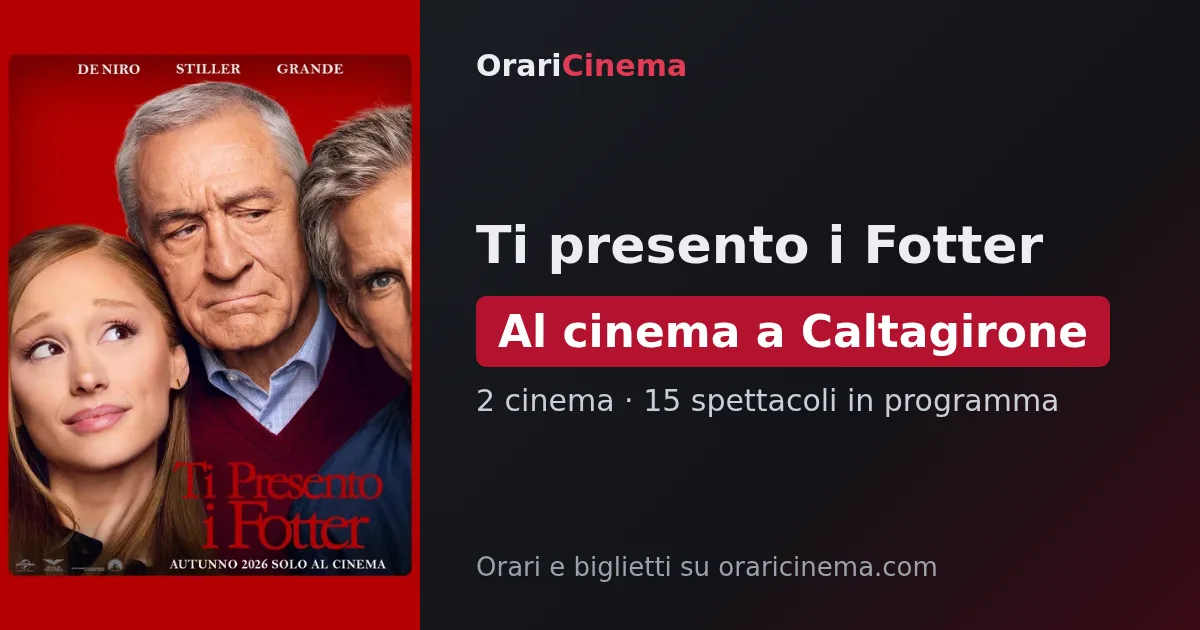 DE NIRO STILLER GRANDE
Ti Presento
i Fotter
AUTUNNO 2026 SOLO AL CINEMA
OrariCinema
Ti presento i Fotter
Al cinema a Caltagirone
2 cinema · 15 spettacoli in programma
Orari e biglietti su oraricinema.com